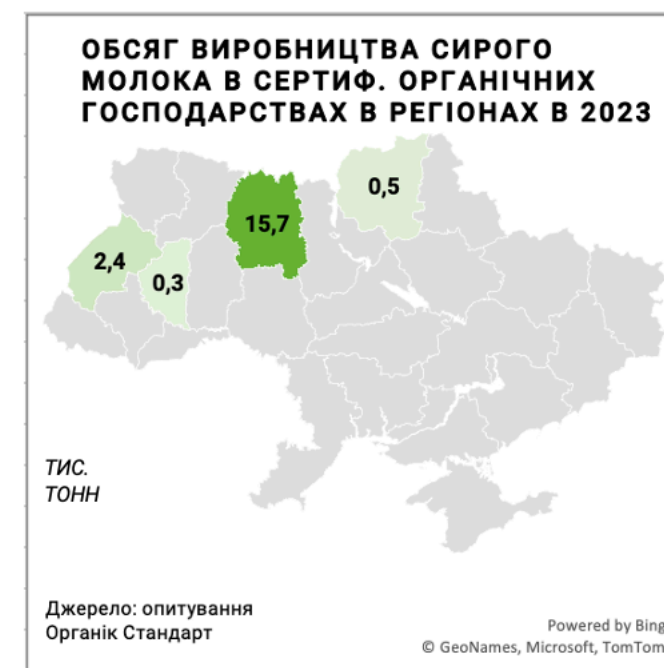 ОБСЯГ ВИРОБНИЦТВА СИРОГО
МОЛОКА В СЕРТИФ. ОРГАНІЧНИХ
ГОСПОДАРСТВАХ В РЕГІОНАХ В 2023
0,5
15,7
2,4
0,3
ТИС.
ТОНН
Джерело: опитування
Органік Стандарт
Powered by Bing
© GeoNames, Microsoft, TomTom